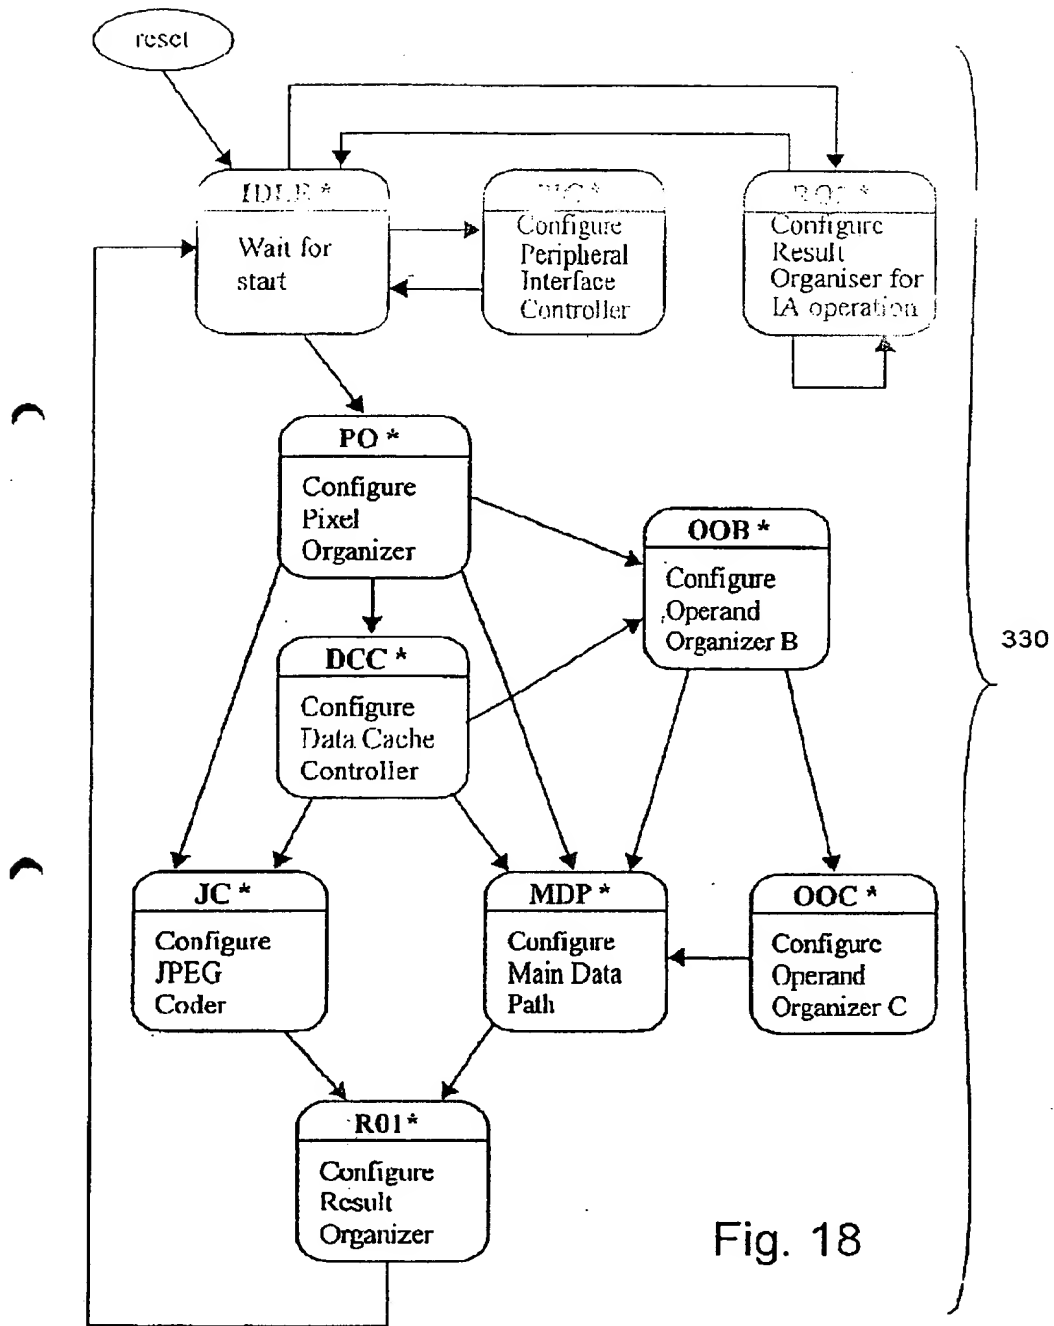 reset
IDLE *
Wait for
start
Configure
Peripheral
Interface
Controller
Configure
Result
Organiser for
IA operation
PO *
Configure
Pixel
Organizer
OOB *
Configure
Operand
Organizer B
330
DCC *
Configure
Data Cache
Controller
JC *
Configure
JPEG
Coder
MDP *
Configure
Main Data
Path
OOC *
Configure
Operand
Organizer C
R01 *
Configure
Result
Organizer
Fig. 18